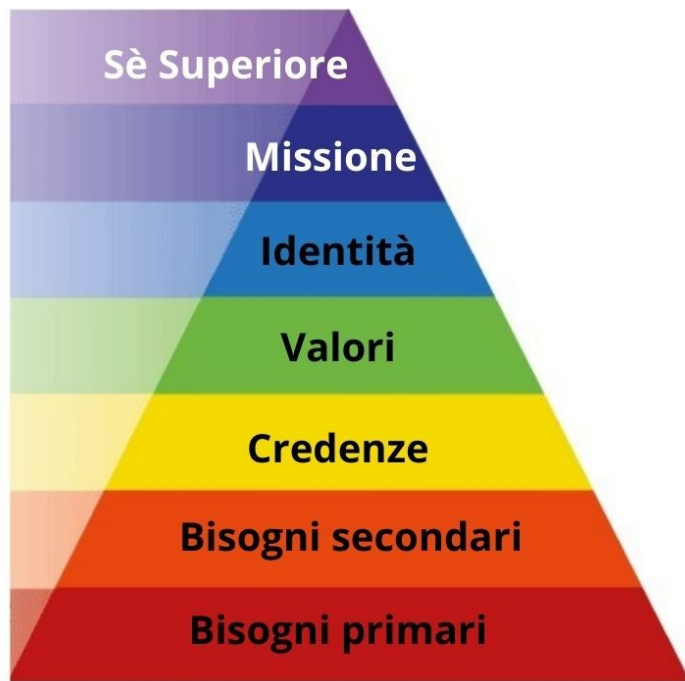 Sè Superiore
Missione
Identità
Valori
Credenze
Bisogni secondari
Bisogni primari